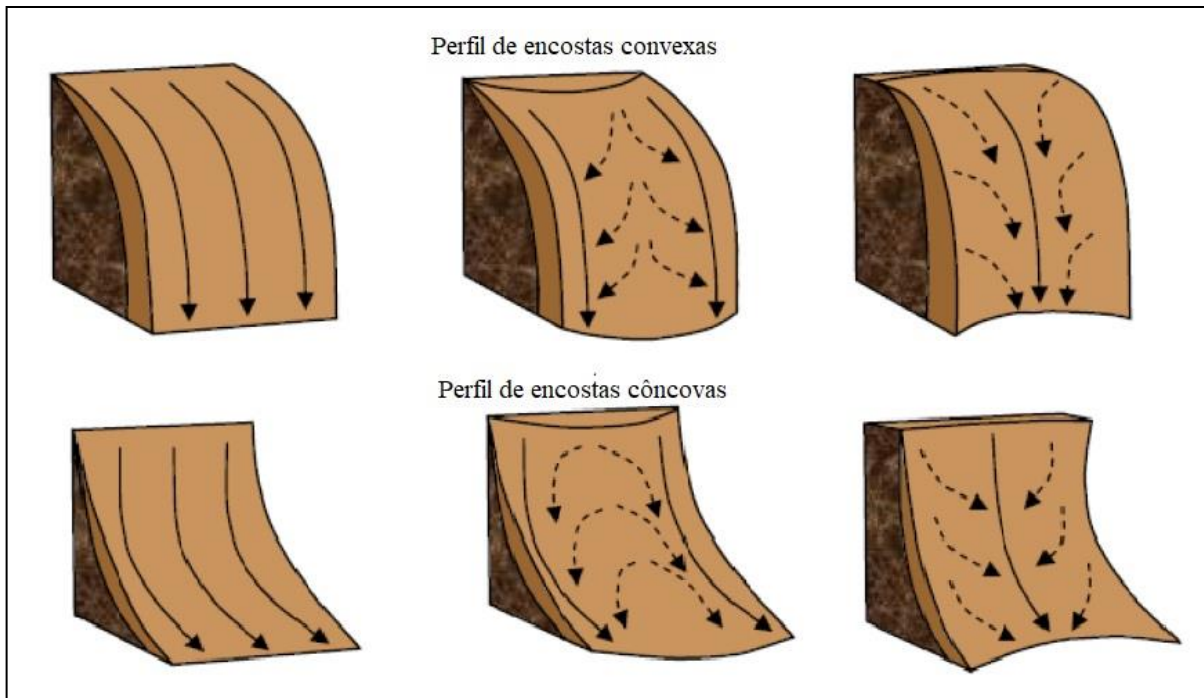 Perfil de encostas convexas
Perfil de encostas côncovas